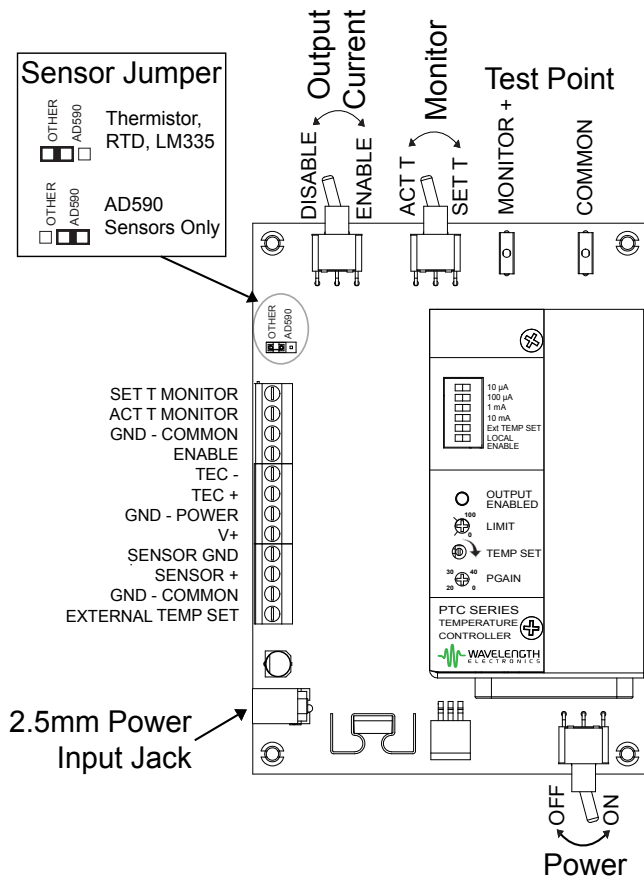 Sensor Jumper
OTHER
AD590
Thermistor,
RTD, LM335
OTHER
AD590
AD590
Sensors Only
Output
Current
DISABLE
ENABLE
Monitor
ACT T
SET T
Test Point
MONITOR +
COMMON
OTHER
AD590
SET T MONITOR
ACT T MONITOR
GND - COMMON
ENABLE
TEC -
TEC +
GND - POWER
V+
SENSOR GND
SENSOR +
GND - COMMON
EXTERNAL TEMP SET
10 µA
100 µA
1 mA
10 mA
Ext TEMP SET
LOCAL
ENABLE
OUTPUT
ENABLED
100
0
LIMIT
TEMP SET
30
40
20
0
PGAIN
PTC SERIES
TEMPERATURE
CONTROLLER
WAVELENGTH
ELECTRONICS
2.5mm Power
Input Jack
OFF
ON
Power